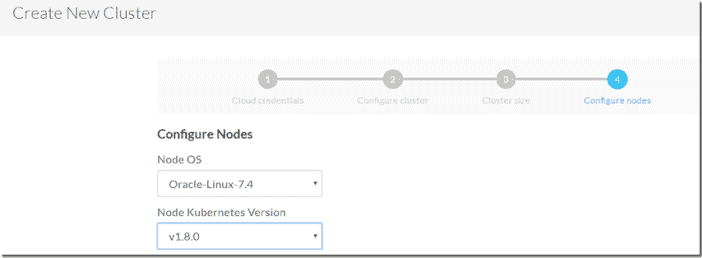 Create New Cluster
1 2 3 4
Cloud credentials Configure cluster Cluster size Configure nodes
Configure Nodes
Node OS
Oracle-Linux-7.4
Node Kubernetes Version
v1.8.0